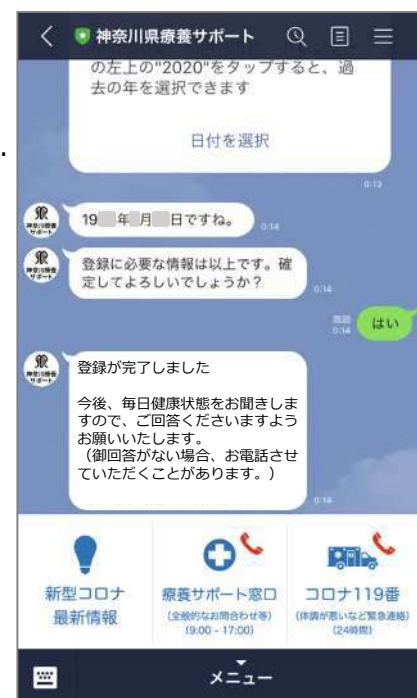 神奈川県療養サポート
の左上の"2020"をタップすると、過
去の年を選択できます
日付を選択
0:13
19 年 月 日ですね。
0:14
登録に必要な情報は以上です。確
定してよろしいでしょうか?
0:14
既読
0:14
はい
登録が完了しました
今後、毎日健康状態をお聞きしま
すので、ご回答くださいますよう
お願いいたします。
(御回答がない場合、お電話させ
ていただくことがあります。)
0:14
新型コロナ
最新情報
療養サポート窓口
(全般的なお問合わせ等)
(9:00 - 17:00)
コロナ119番
(体調が悪いなど緊急連絡)
(24時間)
メニュー